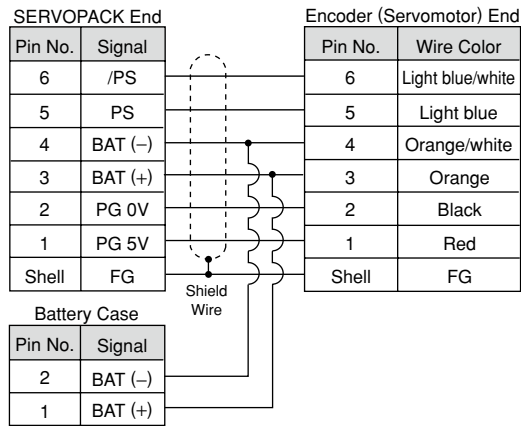 SERVOPACK End
Encoder (Servomotor) End
Pin No. Signal
Pin No. Wire Color
6 /PS
6 Light blue/white
5 PS
5 Light blue
4 BAT (−)
4 Orange/white
3 BAT (+)
3 Orange
2 PG 0V
2 Black
1 PG 5V
1 Red
Shell FG
Shell FG
Shield
Wire
Battery Case
Pin No. Signal
2 BAT (−)
1 BAT (+)